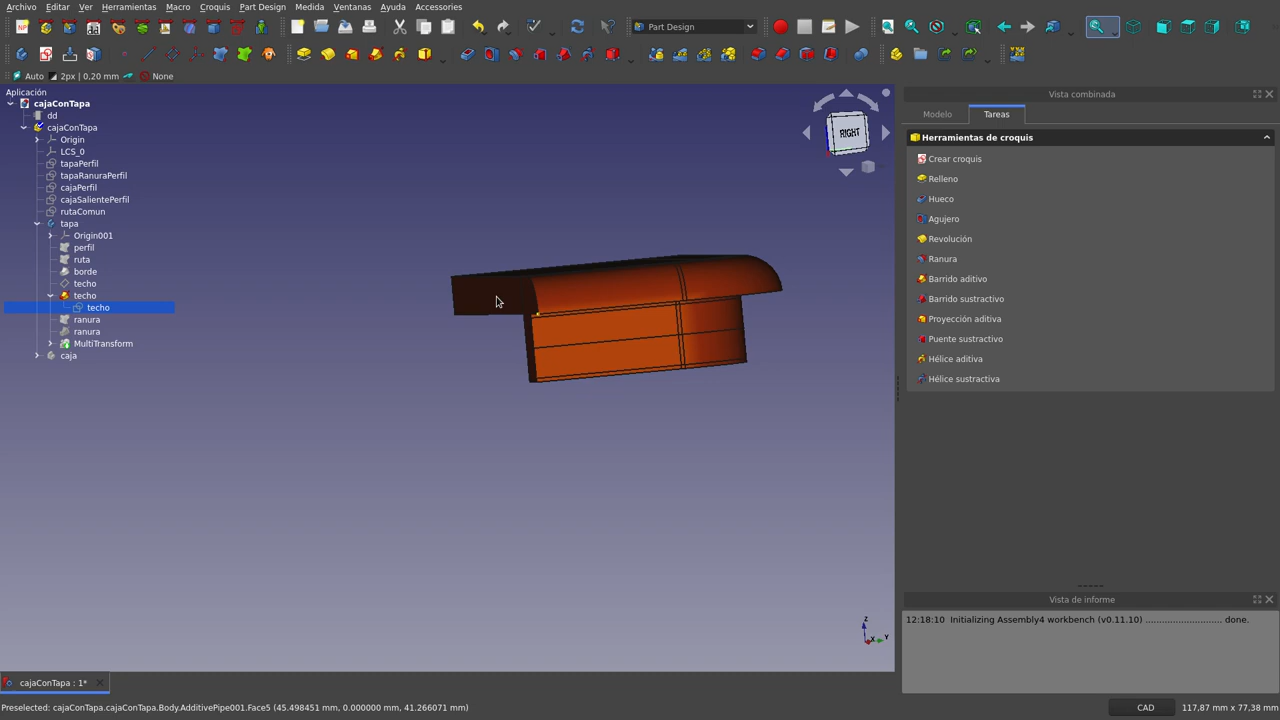 Archivo Editar Ver Herramientas Macro Croquis Part Design Medida Ventanas Ayuda Accessories
Part Design
Auto 2px | 0.20 mm None
Aplicación
cajaConTapa
dd
cajaConTapa
Origin
LCS_0
tapaPerfil
tapaRanuraPerfil
cajaPerfil
cajaSalientePerfil
rutaComun
tapa
Origin001
perfil
ruta
borde
techo
techo
techo
ranura
ranura
MultiTransform
caja
RIGHT
Z
X Y
Vista combinada
Modelo Tareas
Herramientas de croquis
Crear croquis
Relleno
Hueco
Agujero
Revolución
Ranura
Barrido aditivo
Barrido sustractivo
Proyección aditiva
Puente sustractivo
Hélice aditiva
Hélice sustractiva
Vista de informe
12:18:10 Initializing Assembly4 workbench (v0.11.10) ........................... done.
cajaConTapa : 1*
Preselected: cajaConTapa.cajaConTapa.Body.AdditivePipe001.Face5 (45.498451 mm, 0.000000 mm, 41.266071 mm)
CAD
117,87 mm x 77,38 mm